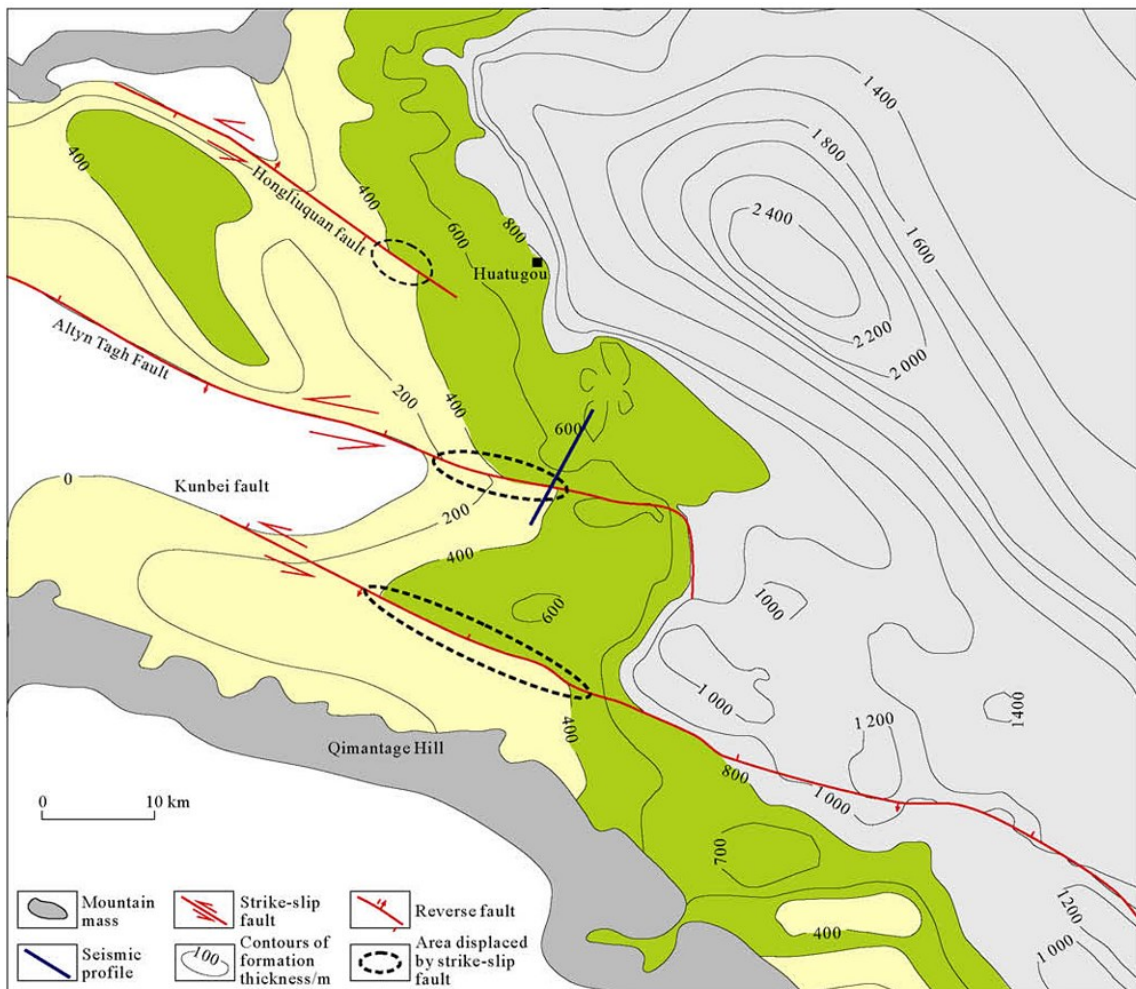 1 400
1 800
400
2 400
Hongliuquan fault
400
600
800
1 600
Huatugou
2 200
Altyn Tagh Fault
2 000
200
400
600
0
Kunbei fault
200
400
600
1000
1 000
1400
400
1 200
Qimantage Hill
800
1 000
0
10 km
700
1200
400
1 000
Mountain
mass
Strike-slip
fault
Reverse fault
Seismic
profile
100
Contours of
formation
thickness/m
Area displaced
by strike-slip
fault